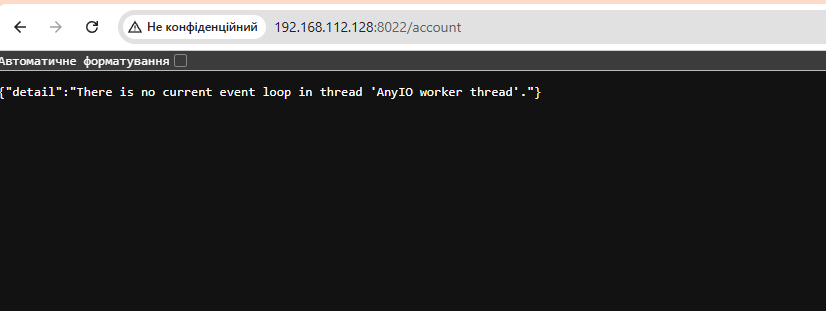 Не конфіденційний 192.168.112.128:8022/account
Автоматичне форматування
{"detail":"There is no current event loop in thread 'AnyIO worker thread'."}